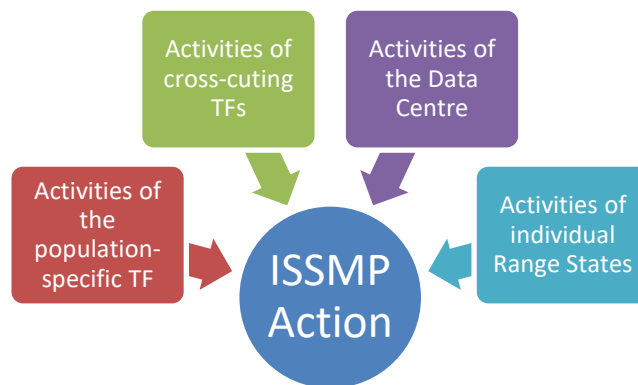 Activities of
cross-cuting
TFs
Activities of
the Data
Centre
Activities of
the
population-
specific TF
Activities of
individual
Range States
ISSMP
Action